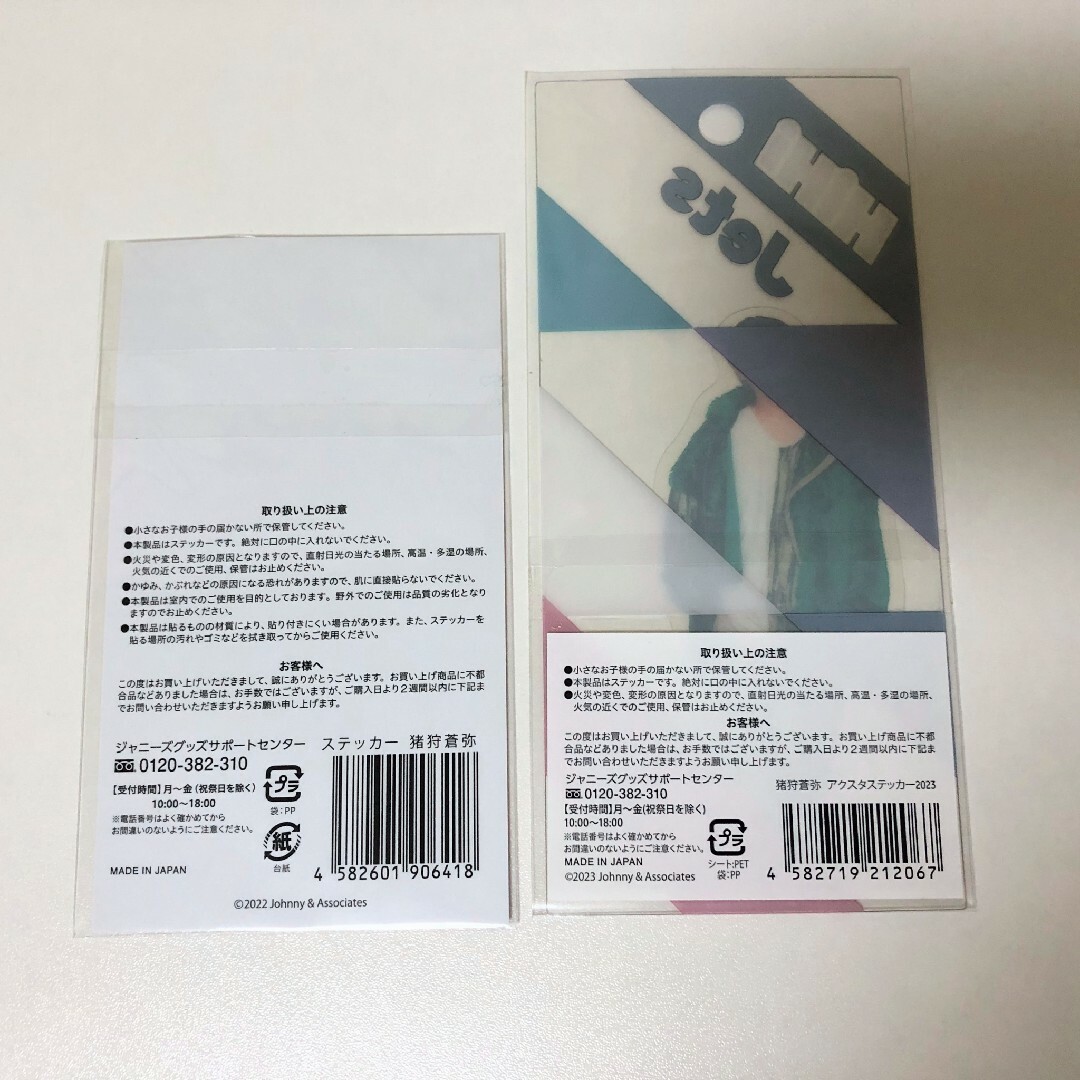 取り扱い上の注意
●小さなお子様の手の届かない所で保管してください。
●本製品はステッカーです。絶対に口の中に入れないでください。
●火災や変色、変形の原因となりますので、直射日光の当たる場所、高温・多湿の場所、
火気の近くでのご使用、保管はお止めください。
●かゆみ、かぶれなどの原因になる恐れがありますので、肌に直接貼らないでください。
●本製品は室内でのご使用を目的としております。野外でのご使用は品質の劣化となり
ますのでお止めください。
●本製品は貼るものの材質により、貼り付きにくい場合があります。また、ステッカーを
貼る場所の汚れやゴミなどを拭き取ってからご使用ください。
お客様へ
この度はお買い上げいただきまして、誠にありがとうございます。お買い上げ商品に不都
合品などありました場合は、お手数ではございますが、ご購入日より2週間以内に下記ま
でお問い合わせいただきますようお願い申し上げます。
ジャニーズグッズサポートセンター ステッカー 猪狩蒼弥
0120-382-310
【受付時間】月〜金(祝祭日を除く)
10:00〜18:00
※電話番号はよく確かめてから
お間違いのないようにご注意ください。
MADE IN JAPAN
プラ
袋:PP
紙
台紙
4 582601 906418
©2022 Johnny & Associates
Jets
取り扱い上の注意
●小さなお子様の手の届かない所で保管してください。
●本製品はステッカーです。絶対に口の中に入れないでください。
●火災や変色、変形の原因となりますので、直射日光の当たる場所、高温・多湿の場所、
火気の近くでのご使用、保管はお止めください。
お客様へ
この度はお買い上げいただきまして、誠にありがとうございます。お買い上げ商品に不都
合品などありました場合は、お手数ではございますが、ご購入日より2週間以内に下記ま
でお問い合わせいただきますようお願い申し上げます。
ジャニーズグッズサポートセンター
0120-382-310
猪狩蒼弥 アクスタステッカー2023
【受付時間】月〜金(祝祭日を除く)
10:00〜18:00
※電話番号はよく確かめてから
お間違いのないようにご注意ください。
MADE IN JAPAN
©2023 Johnny & Associates
プラ
シート:PET
袋:PP
4 582719 212067